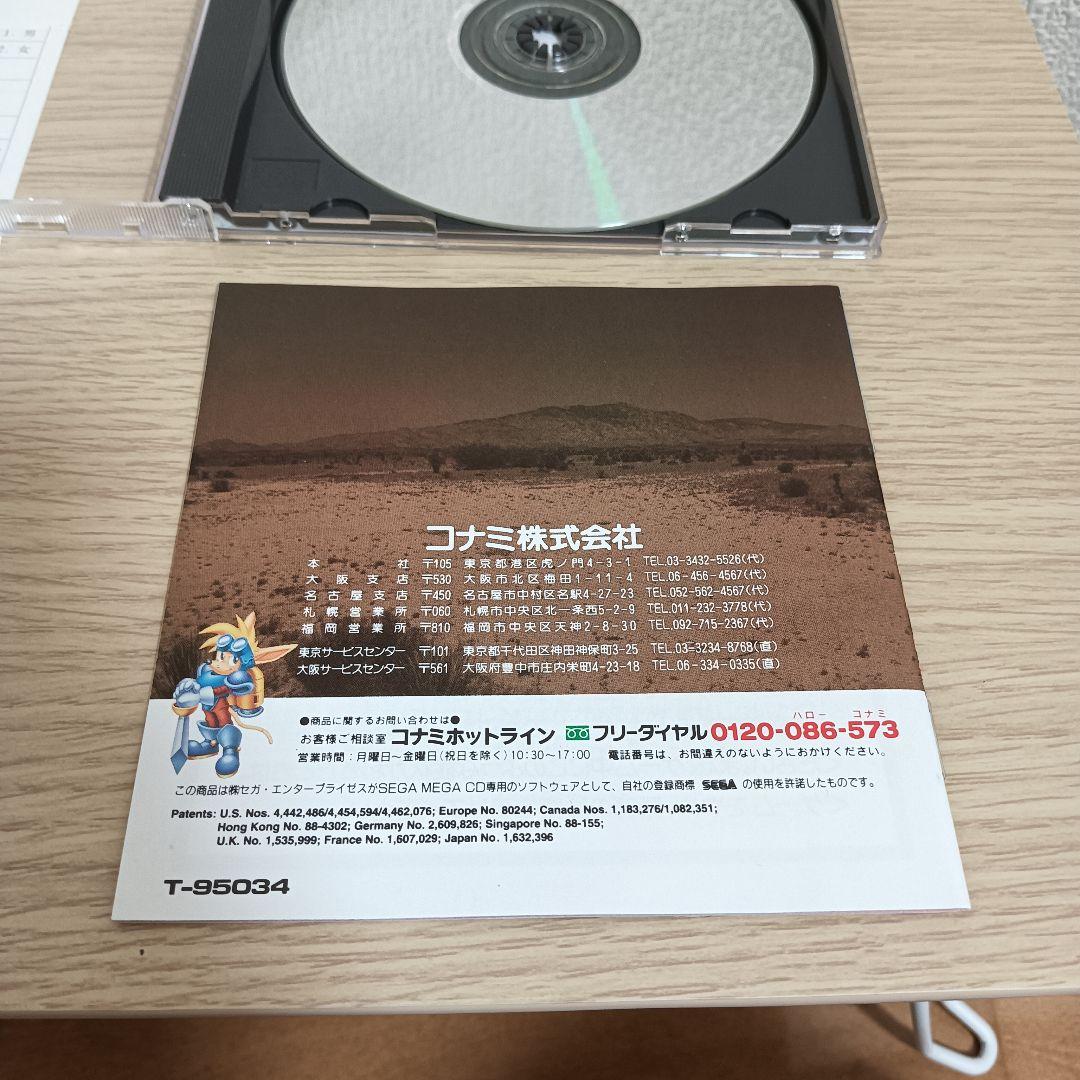 1. 男
2. 女
コナミ株式会社
本 社 〒105 東京都港区虎ノ門4-3-1 TEL.03-3432-5526(代)
大阪支店 〒530 大阪市北区梅田1-11-4 TEL.06-456-4567(代)
名古屋支店 〒450 名古屋市中村区名駅4-27-23 TEL.052-562-4567(代)
札幌営業所 〒060 札幌市中央区北一条西5-2-9 TEL.011-232-3778(代)
福岡営業所 〒810 福岡市中央区天神2-8-30 TEL.092-715-2367(代)
東京サービスセンター 〒101 東京都千代田区神田神保町3-25 TEL.03-3234-8768(直)
大阪サービスセンター 〒561 大阪府豊中市庄内栄町4-23-18 TEL.06-334-0335(直)
●商品に関するお問い合わせは●
ハロー コナミ
お客様ご相談室 コナミホットライン フリーダイヤル 0120-086-573
営業時間:月曜日〜金曜日(祝日を除く)10:30〜17:00 電話番号は、お間違えのないようにおかけください。
この商品は㈱セガ・エンタープライゼスがSEGA MEGA CD専用のソフトウェアとして、自社の登録商標 SEGA の使用を許諾したものです。
Patents: U.S. Nos. 4,442,486/4,454,594/4,462,076; Europe No. 80244; Canada Nos. 1,183,276/1,082,351;
Hong Kong No. 88-4302; Germany No. 2,609,826; Singapore No. 88-155;
U.K. No. 1,535,999; France No. 1,607,029; Japan No. 1,632,396
T-95034